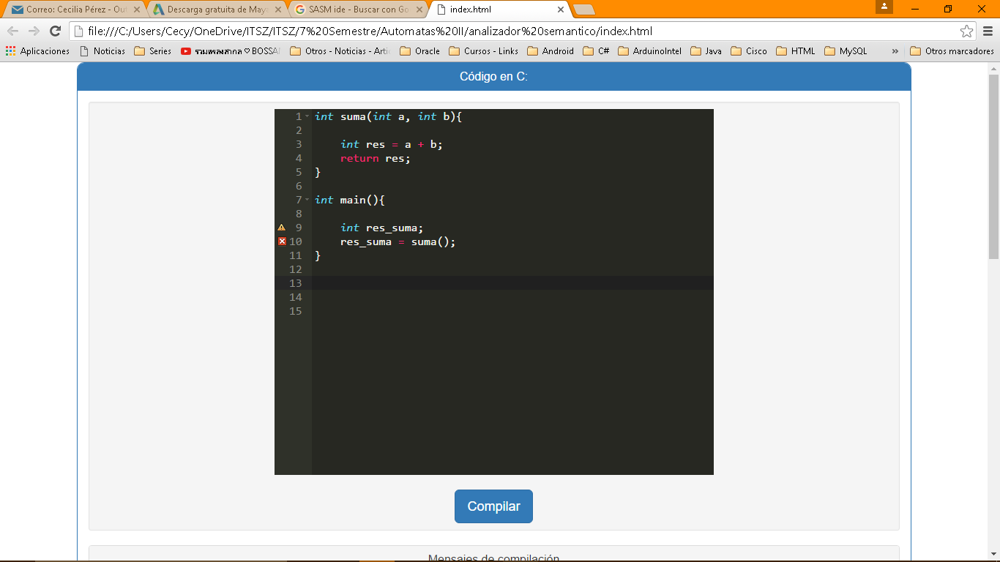 Correo: Cecilia Pérez - Out
Descarga gratuita de May
SASM ide - Buscar con Go
index.html
file:///C:/Users/Cecy/OneDrive/ITSZ/ITSZ/7%20Semestre/Automatas%20II/analizador%20semantico/index.html
Aplicaciones Noticias Series รวมเพลงสากล ♡ BOSSA Otros - Noticias - Arti Oracle Cursos - Links Android C# ArduinoIntel Java Cisco HTML MySQL » Otros marcadores
Código en C:
1 int suma(int a, int b){
2
3 int res = a + b;
4 return res;
5 }
6
7 int main(){
8
9 int res_suma;
10 res_suma = suma();
11 }
12
13
14
15
Compilar
Mensajes de compilación